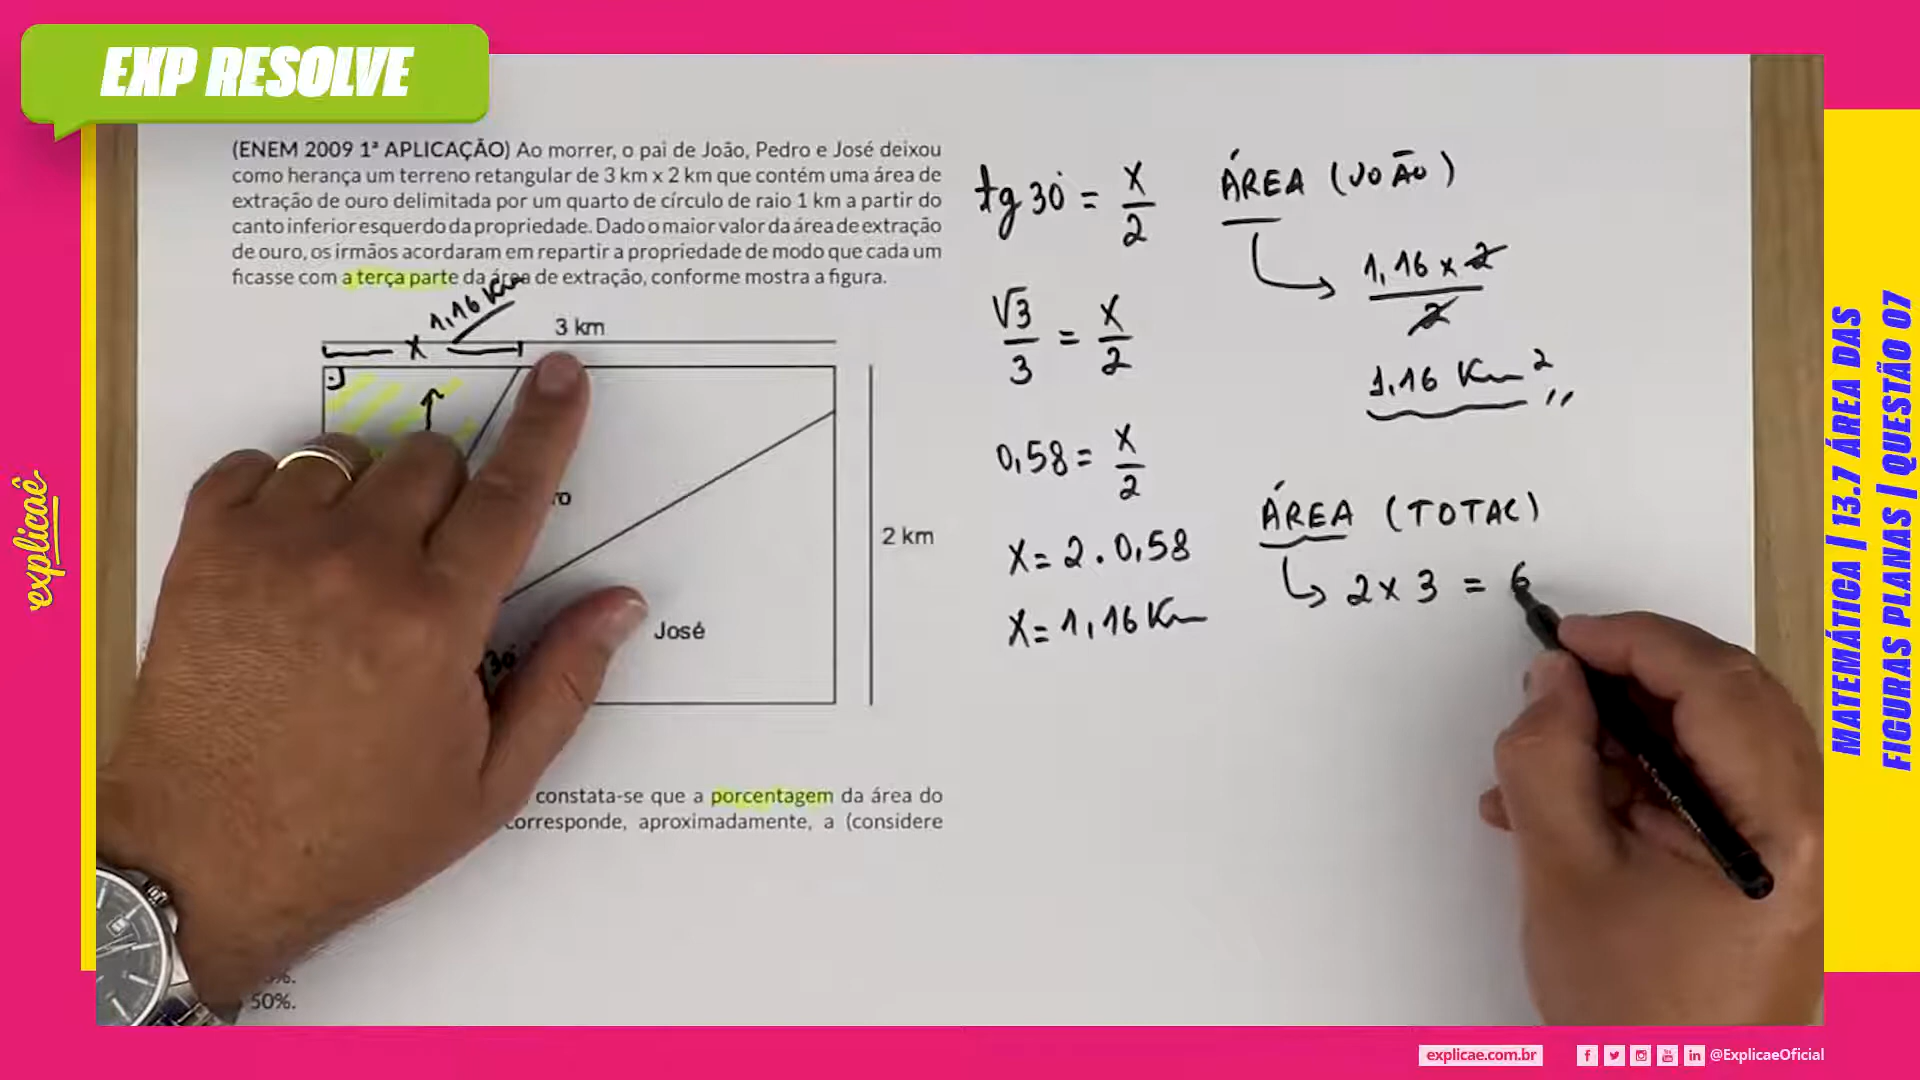 EXP RESOLVE
(ENEM 2009 1ª APLICAÇÃO) Ao morrer, o pai de João, Pedro e José deixou
como herança um terreno retangular de 3 km x 2 km que contém uma área de
extração de ouro delimitada por um quarto de círculo de raio 1 km a partir do
canto inferior esquerdo da propriedade. Dado o maior valor da área de extração
de ouro, os irmãos acordaram em repartir a propriedade de modo que cada um
ficasse com a terça parte da área de extração, conforme mostra a figura.
1,16 Km
3 km
x
ro
2 km
José
30°
constata-se que a porcentagem da área do
corresponde, aproximadamente, a (considere
%.
50%.
tg 30° = x/2
√3/3 = x/2
0,58 = x/2
x = 2 . 0,58
x = 1,16 Km
ÁREA (JOÃO)
1,16 x 2
2
1,16 Km²
ÁREA (TOTAL)
2 x 3 = 6
explicaê
MATEMÁTICA | 13.7 ÁREA DAS
FIGURAS PLANAS | QUESTÃO 07
explicae.com.br
@ExplicaeOficial